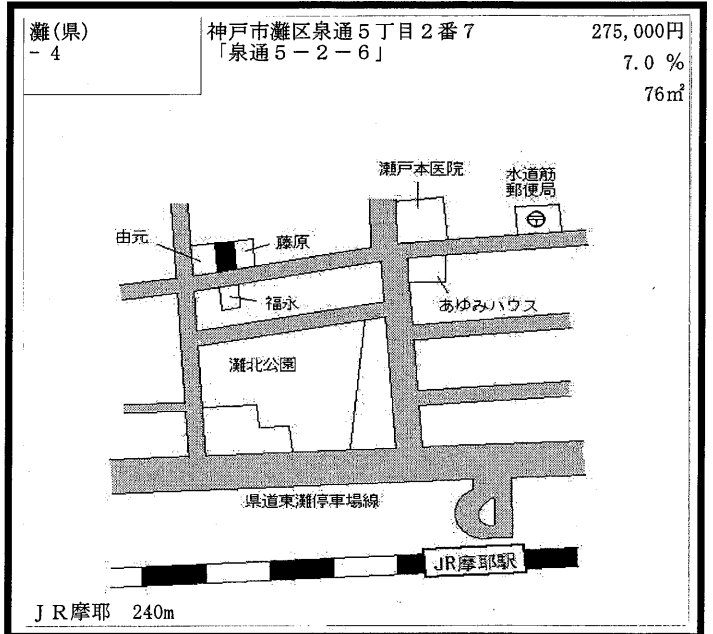 灘(県)
- 4
神戸市灘区泉通５丁目２番７
「泉通５－２－６」
275,000円
7.0 %
76㎡
瀬戸本医院
水道筋
郵便局
由元
藤原
福永
あゆみハウス
灘北公園
県道東灘停車場線
JR摩耶駅
ＪＲ摩耶 240m